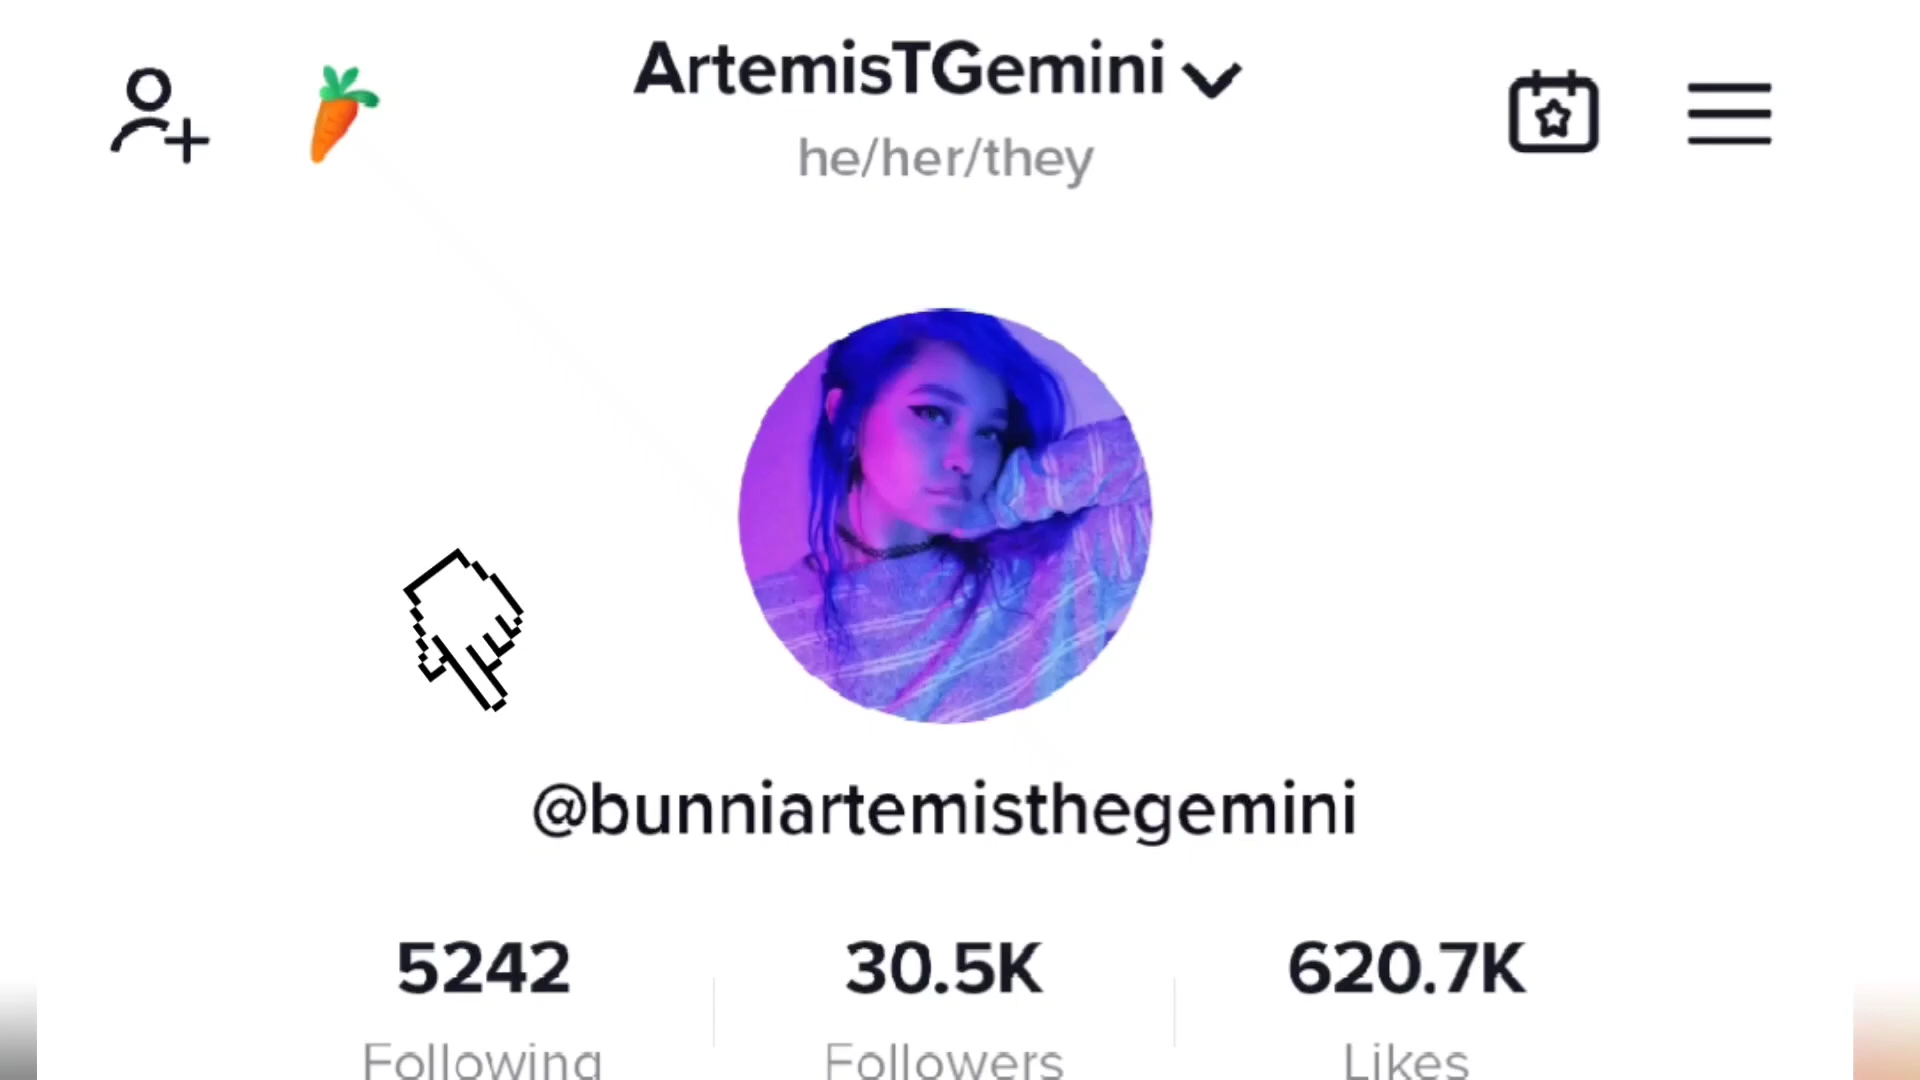 ArtemisTGemini
he/her/they
@bunniartemisthegemini
5242 30.5K 620.7K
Following Followers Likes